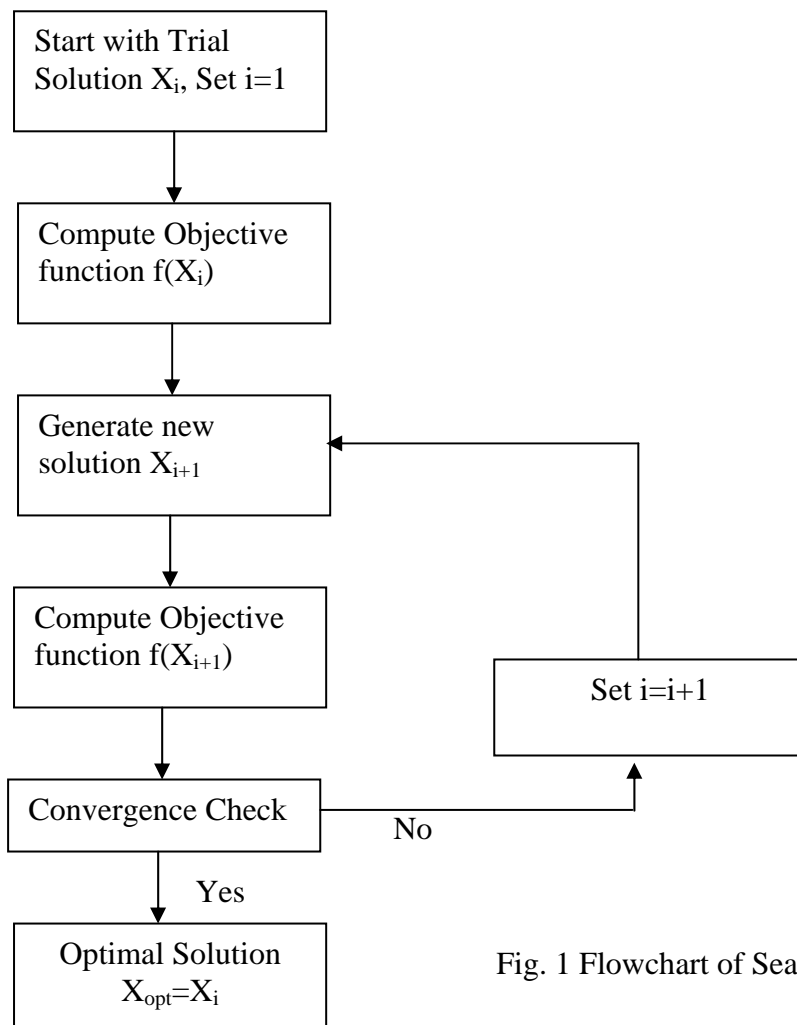 Start with Trial
Solution Xᵢ, Set i=1
Compute Objective
function f(Xᵢ)
Generate new
solution Xᵢ₊₁
Compute Objective
function f(Xᵢ₊₁)
Set i=i+1
Convergence Check
No
Yes
Optimal Solution
Xₒₚₜ=Xᵢ
Fig. 1 Flowchart of